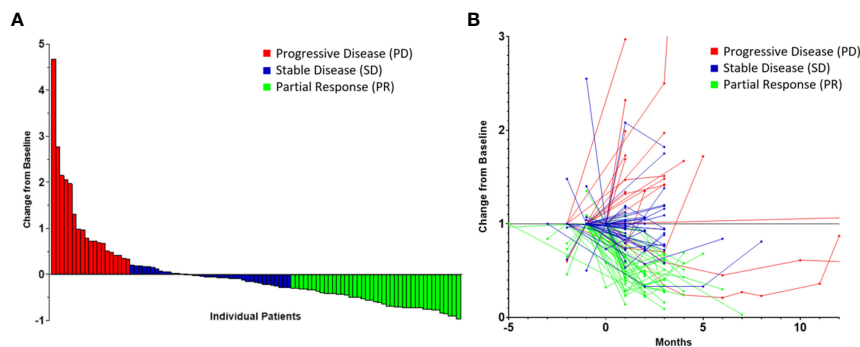 A
Progressive Disease (PD)
Stable Disease (SD)
Partial Response (PR)
Change from Baseline
5
4
3
2
1
0
-1
Individual Patients
B
Progressive Disease (PD)
Stable Disease (SD)
Partial Response (PR)
Change from Baseline
3
2
1
0
-5
0
5
10
Months